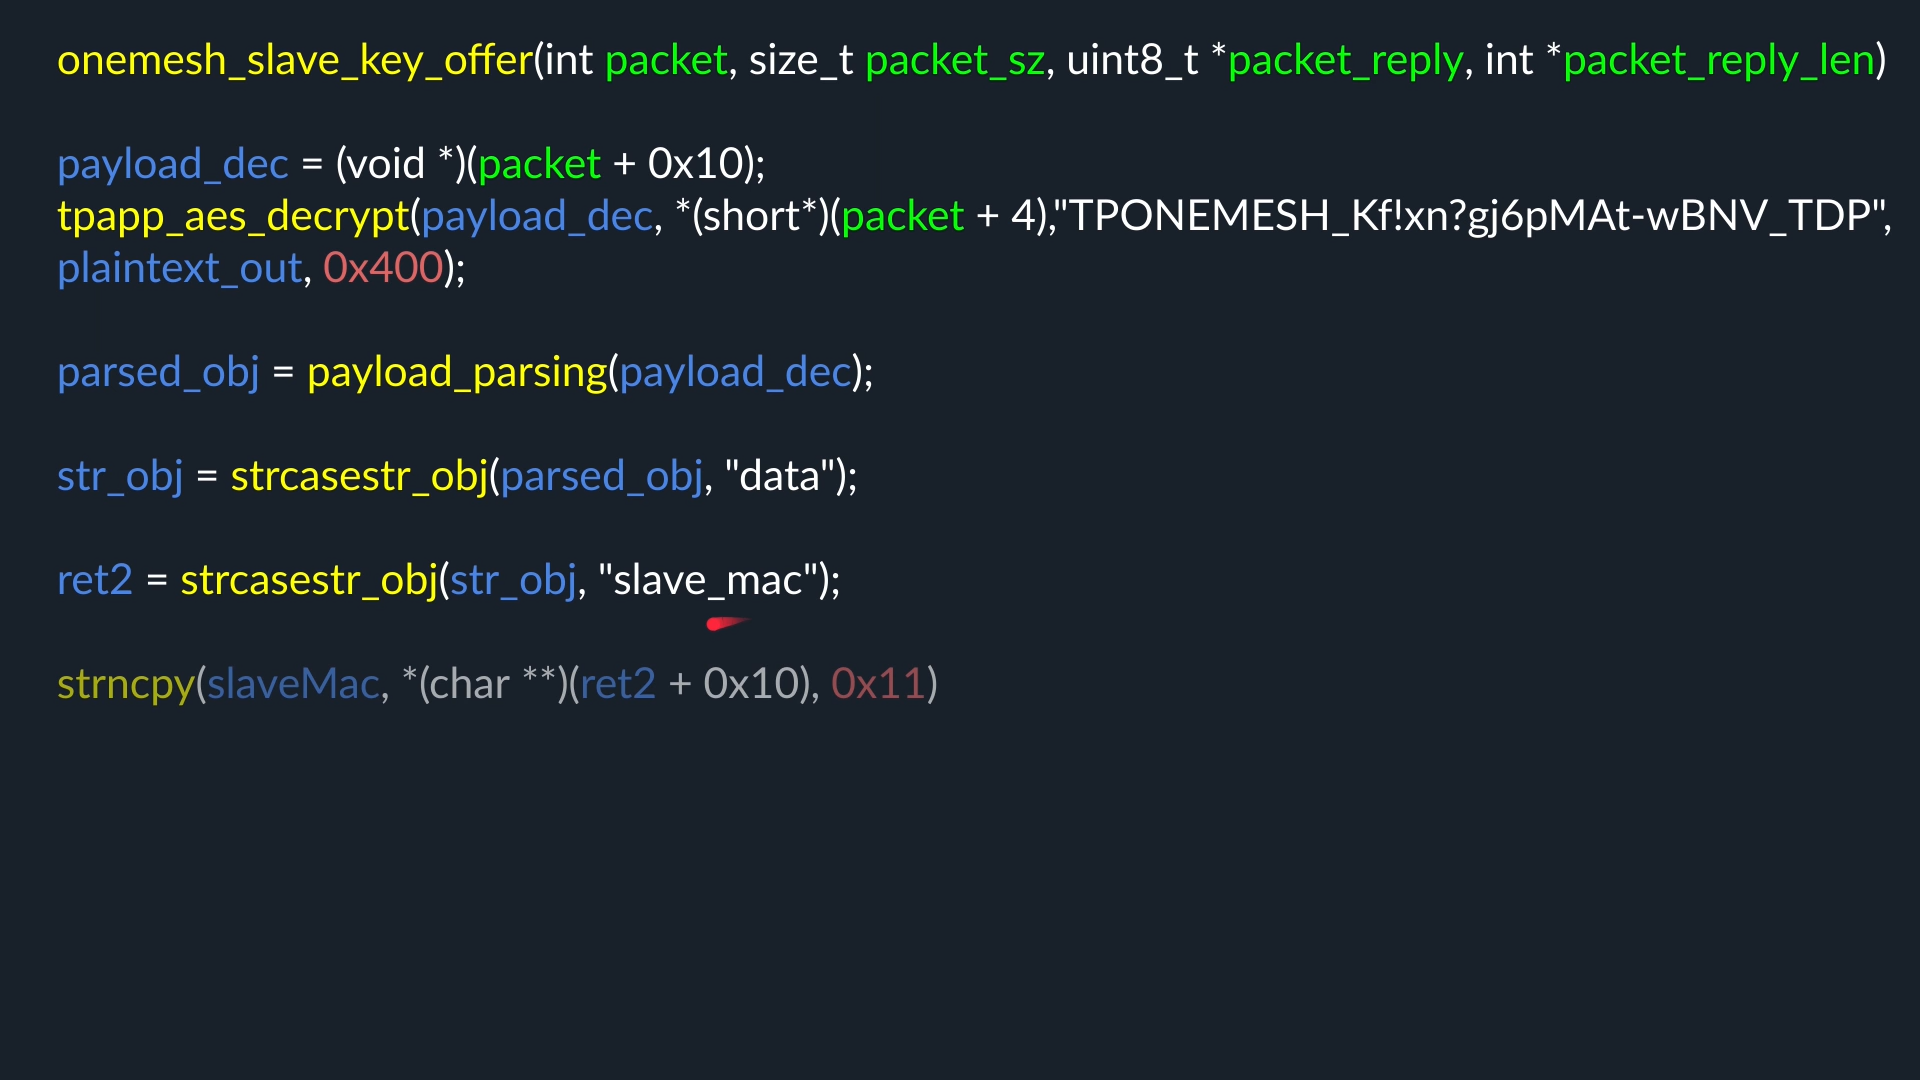 onemesh_slave_key_offer(int packet, size_t packet_sz, uint8_t *packet_reply, int *packet_reply_len)
payload_dec = (void *)(packet + 0x10);
tpapp_aes_decrypt(payload_dec, *(short*)(packet + 4),"TPONEMESH_Kf!xn?gj6pMAt-wBNV_TDP",
plaintext_out, 0x400);
parsed_obj = payload_parsing(payload_dec);
str_obj = strcasestr_obj(parsed_obj, "data");
ret2 = strcasestr_obj(str_obj, "slave_mac");
strncpy(slaveMac, *(char **)(ret2 + 0x10), 0x11)